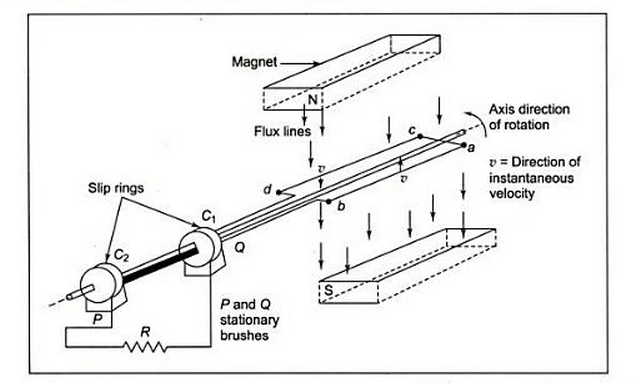 Magnet
N
Flux lines
Axis direction
of rotation
c
a
v
v
v = Direction of
instantaneous
velocity
d
b
Slip rings
C1
Q
C2
S
P
R
P and Q
stationary
brushes